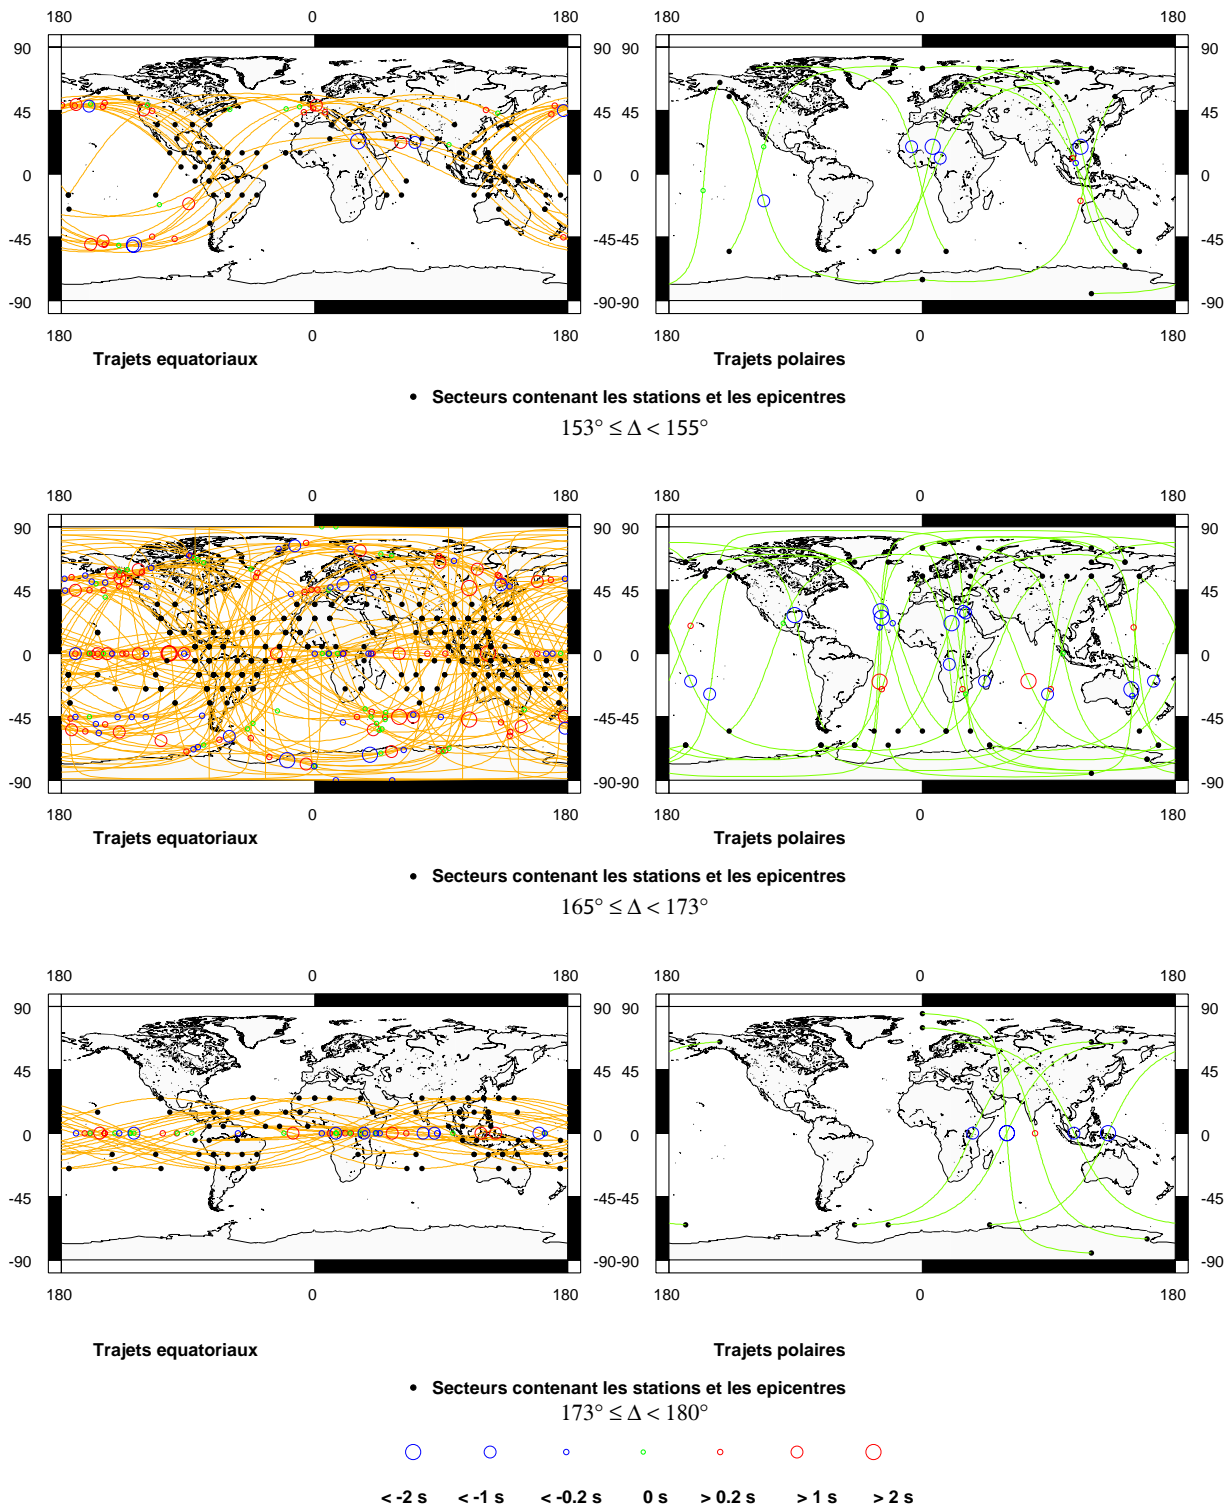 180 0 180 180 0 180
90 90 90 90
45 45 45 45
0 0 0 0
-45 -45 -45 -45
-90 -90 -90 -90
180 0 180 180 0 180
Trajets equatoriaux Trajets polaires
• Secteurs contenant les stations et les epicentres
153° ≤ Δ < 155°
180 0 180 180 0 180
90 90 90 90
45 45 45 45
0 0 0 0
-45 -45 -45 -45
-90 -90 -90 -90
180 0 180 180 0 180
Trajets equatoriaux Trajets polaires
• Secteurs contenant les stations et les epicentres
165° ≤ Δ < 173°
180 0 180 180 0 180
90 90 90 90
45 45 45 45
0 0 0 0
-45 -45 -45 -45
-90 -90 -90 -90
180 0 180 180 0 180
Trajets equatoriaux Trajets polaires
• Secteurs contenant les stations et les epicentres
173° ≤ Δ < 180°
< -2 s < -1 s < -0.2 s 0 s > 0.2 s > 1 s > 2 s